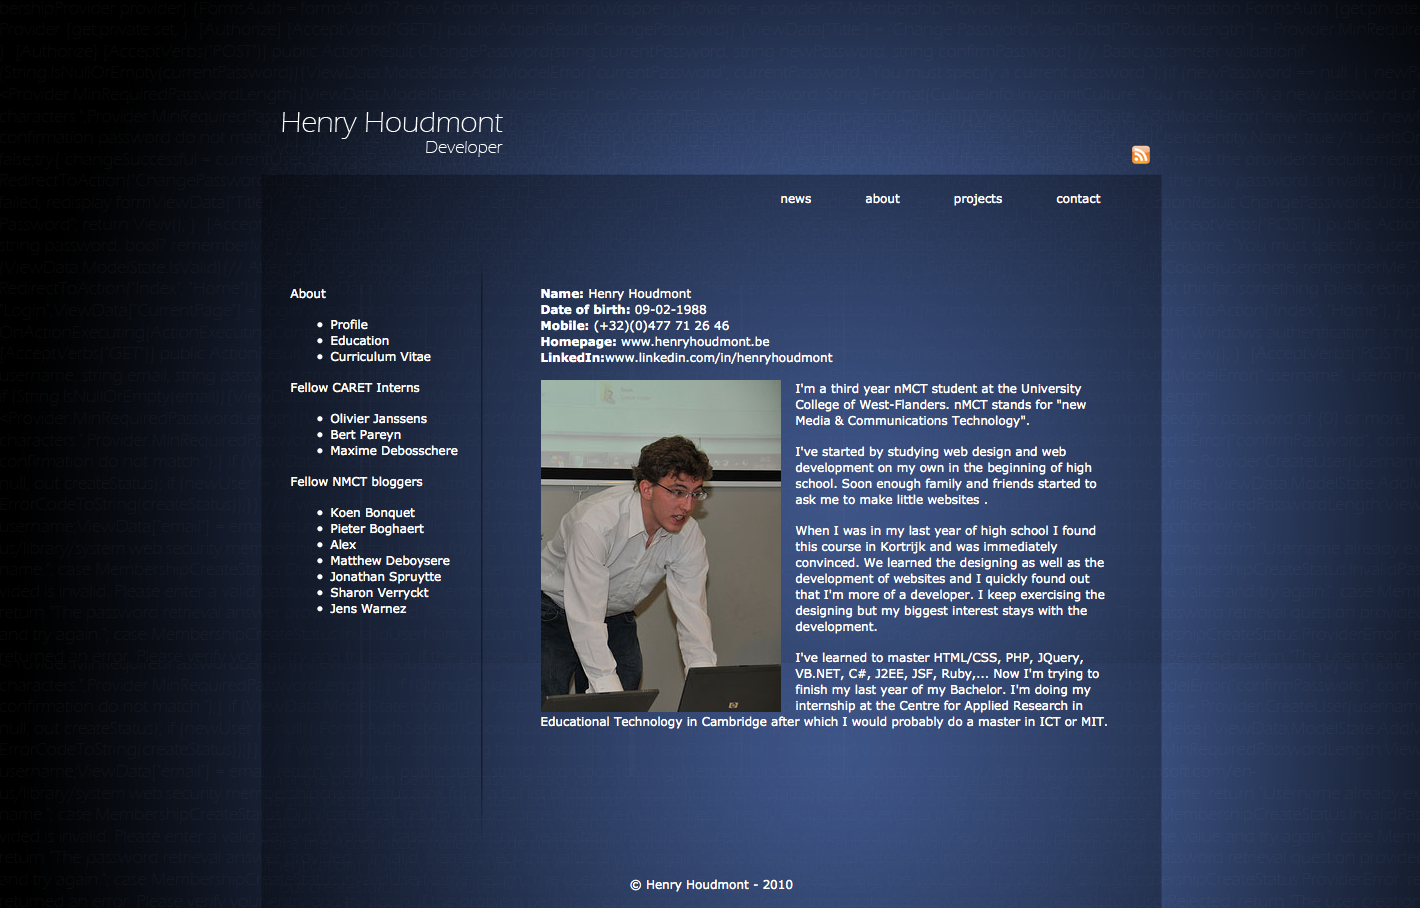 Henry Houdmont
Developer
news about projects contact
About
Profile
Education
Curriculum Vitae
Fellow CARET Interns
Olivier Janssens
Bert Pareyn
Maxime Debosschere
Fellow NMCT bloggers
Koen Bonquet
Pieter Boghaert
Alex
Matthew Deboysere
Jonathan Spruytte
Sharon Verryckt
Jens Warnez
Name: Henry Houdmont
Date of birth: 09-02-1988
Mobile: (+32)(0)477 71 26 46
Homepage: www.henryhoudmont.be
LinkedIn:www.linkedin.com/in/henryhoudmont
I'm a third year nMCT student at the University
College of West-Flanders. nMCT stands for "new
Media & Communications Technology".
I've started by studying web design and web
development on my own in the beginning of high
school. Soon enough family and friends started to
ask me to make little websites .
When I was in my last year of high school I found
this course in Kortrijk and was immediately
convinced. We learned the designing as well as the
development of websites and I quickly found out
that I'm more of a developer. I keep exercising the
designing but my biggest interest stays with the
development.
I've learned to master HTML/CSS, PHP, JQuery,
VB.NET, C#, J2EE, JSF, Ruby,... Now I'm trying to
finish my last year of my Bachelor. I'm doing my
internship at the Centre for Applied Research in
Educational Technology in Cambridge after which I would probably do a master in ICT or MIT.
© Henry Houdmont - 2010